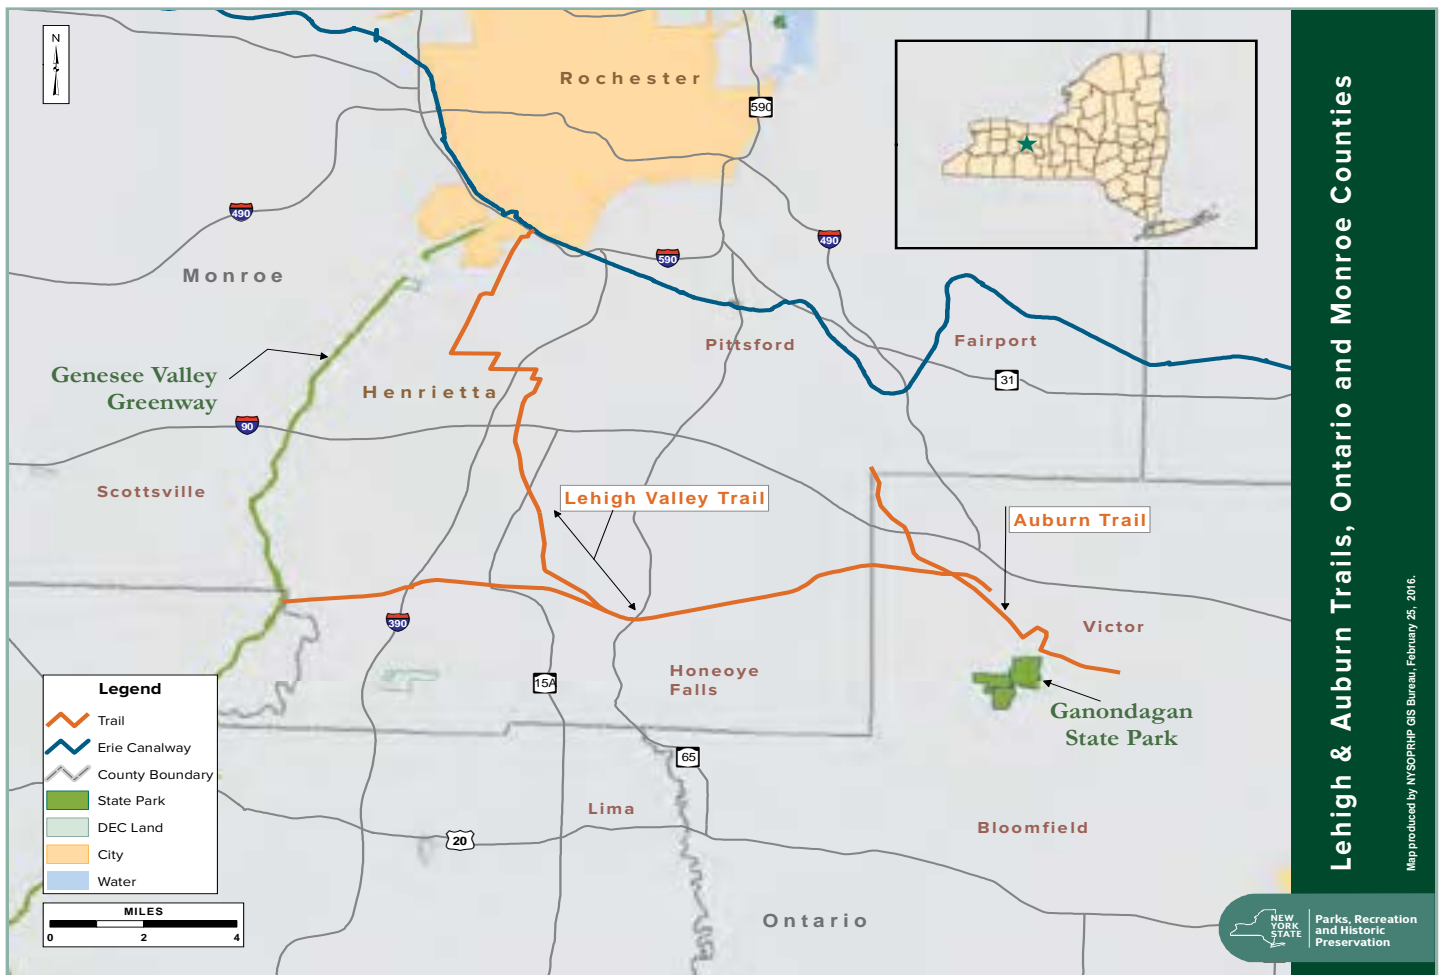 N
Rochester
590
490
Monroe
590
490
Pittsford
Fairport
31
Genesee Valley
Greenway
Henrietta
90
Scottsville
Lehigh Valley Trail
Auburn Trail
390
Victor
Honeoye
Falls
15A
Ganondagan
State Park
65
Lima
Bloomfield
20
Ontario
Legend
Trail
Erie Canalway
County Boundary
State Park
DEC Land
City
Water
MILES
0 2 4
Lehigh & Auburn Trails, Ontario and Monroe Counties
Map produced by NYSOPRHP GIS Bureau, February 25, 2016.
NEW
YORK
STATE
Parks, Recreation
and Historic
Preservation